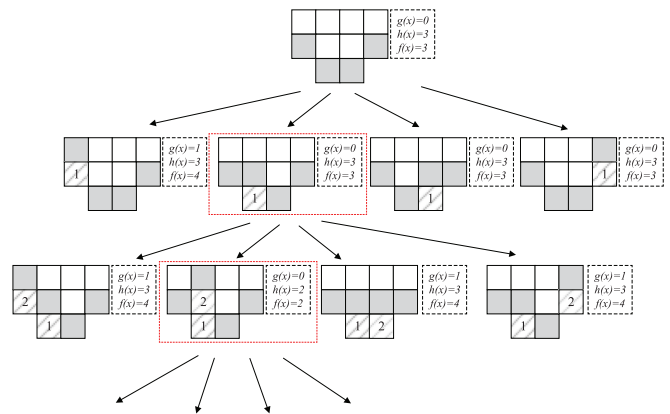 g(x)=0
h(x)=3
f(x)=3
1
g(x)=1
h(x)=3
f(x)=4
1
g(x)=0
h(x)=3
f(x)=3
1
g(x)=0
h(x)=3
f(x)=3
1
g(x)=0
h(x)=3
f(x)=3
2
1
g(x)=1
h(x)=3
f(x)=4
2
1
g(x)=0
h(x)=2
f(x)=2
1 2
g(x)=1
h(x)=3
f(x)=4
2
1
g(x)=1
h(x)=3
f(x)=4